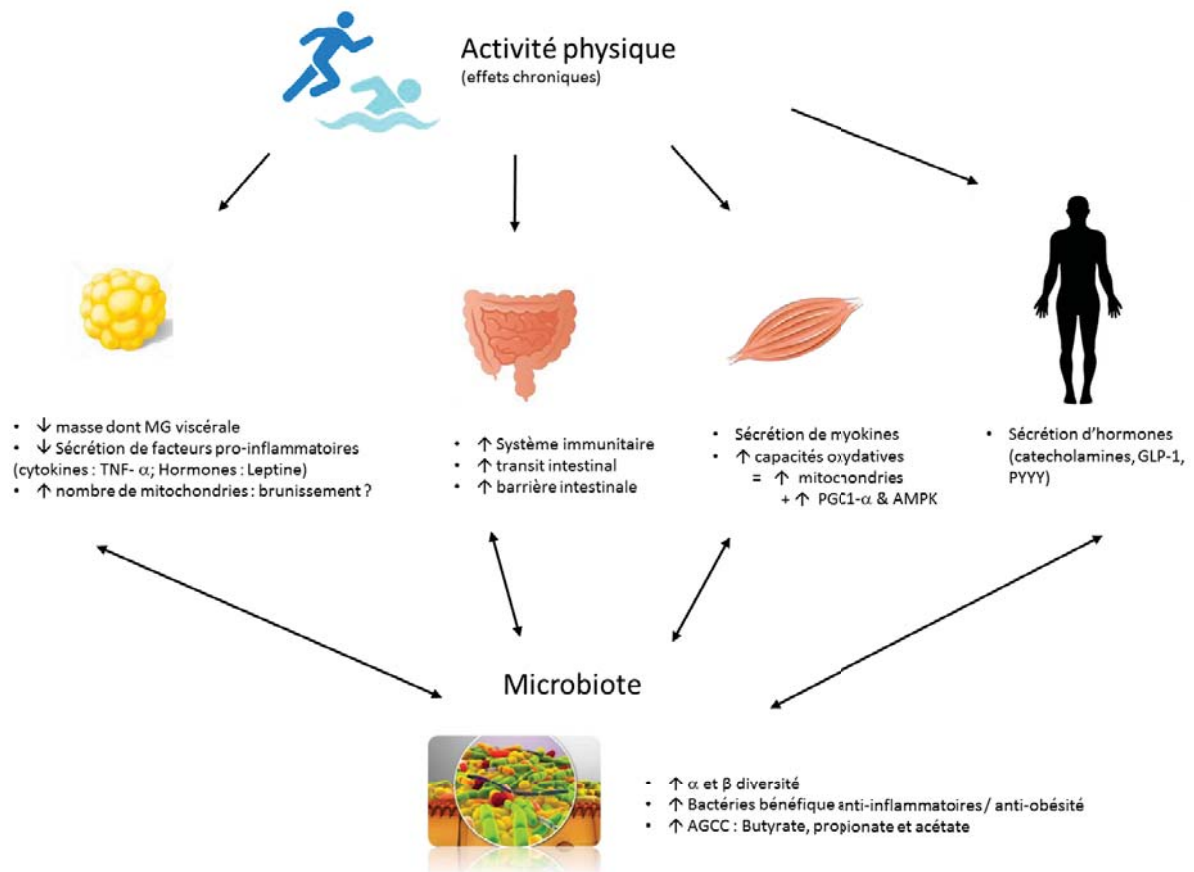 Activité physique
(effets chroniques)
• ↓ masse dont MG viscérale
• ↓ Sécrétion de facteurs pro-inflammatoires
(cytokines : TNF- α; Hormones : Leptine)
• ↑ nombre de mitochondries : brunissement ?
• ↑ Système immunitaire
• ↑ transit intestinal
• ↑ barrière intestinale
• Sécrétion de myokines
• ↑ capacités oxydatives
= ↑ mitochondries
+ ↑ PGC1-α & AMPK
• Sécrétion d'hormones
(catecholamines, GLP-1,
PYYY)
Microbiote
- ↑ α et β diversité
• ↑ Bactéries bénéfique anti-inflammatoires / anti-obésité
• ↑ AGCC : Butyrate, propionate et acétate